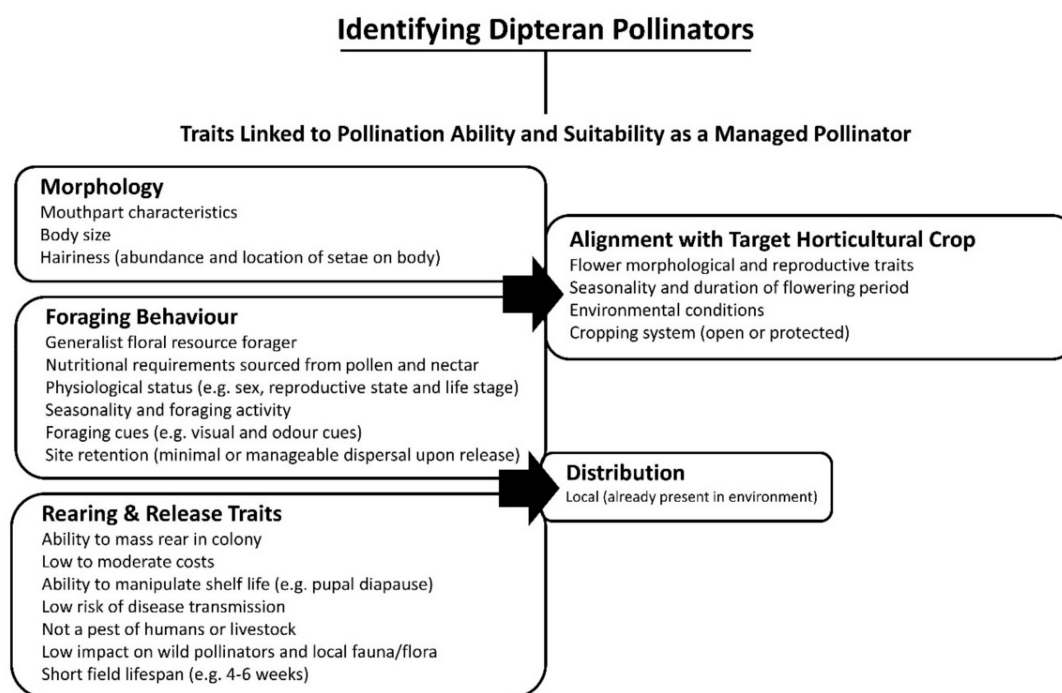 Identifying Dipteran Pollinators
Traits Linked to Pollination Ability and Suitability as a Managed Pollinator
Morphology
Mouthpart characteristics
Body size
Hairiness (abundance and location of setae on body)
Foraging Behaviour
Generalist floral resource forager
Nutritional requirements sourced from pollen and nectar
Physiological status (e.g. sex, reproductive state and life stage)
Seasonality and foraging activity
Foraging cues (e.g. visual and odour cues)
Site retention (minimal or manageable dispersal upon release)
Rearing & Release Traits
Ability to mass rear in colony
Low to moderate costs
Ability to manipulate shelf life (e.g. pupal diapause)
Low risk of disease transmission
Not a pest of humans or livestock
Low impact on wild pollinators and local fauna/flora
Short field lifespan (e.g. 4-6 weeks)
Alignment with Target Horticultural Crop
Flower morphological and reproductive traits
Seasonality and duration of flowering period
Environmental conditions
Cropping system (open or protected)
Distribution
Local (already present in environment)